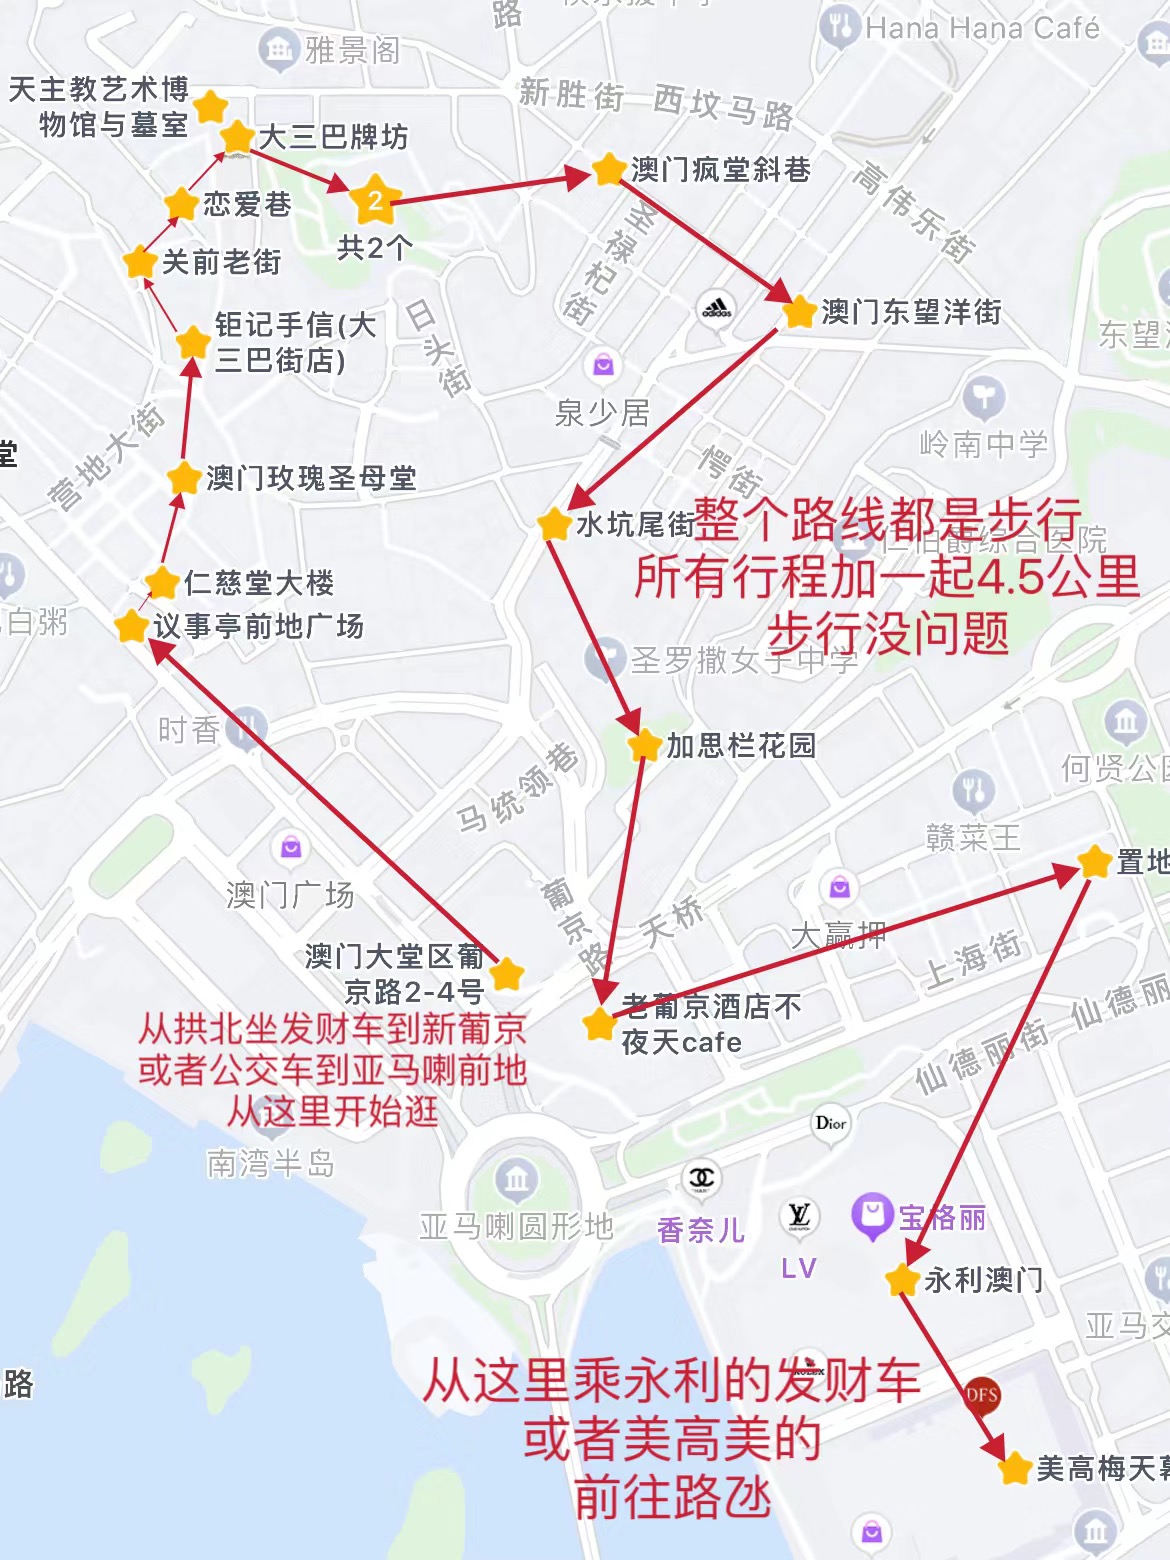 路
Hana Hana Café
雅景阁
天主教艺术博
物馆与墓室
新胜街
西坟马路
大三巴牌坊
澳门疯堂斜巷
高伟乐街
恋爱巷
2
共2个
圣禄杞街
关前老街
日头街
adidas
澳门东望洋街
钜记手信(大
三巴街店)
东望洋
泉少居
岭南中学
营地大街
堂
澳门玫瑰圣母堂
愕街
水坑尾街
整个路线都是步行
仁伯爵综合医院
所有行程加一起4.5公里
步行没问题
仁慈堂大楼
白粥
议事亭前地广场
圣罗撒女子中学
时香
加思栏花园
何贤公
马统领巷
赣菜王
澳门广场
置地
葡京路
天桥
大赢押
上海街
澳门大堂区葡
京路2-4号
老葡京酒店不
夜天cafe
仙德丽街
仙德丽
从拱北坐发财车到新葡京
或者公交车到亚马喇前地
从这里开始逛
南湾半岛
Dior
亚马喇圆形地
香奈儿
LV
宝格丽
永利澳门
亚马交
路
从这里乘永利的发财车
ROLEX
DFS
或者美高美的
前往路氹
美高梅天幕